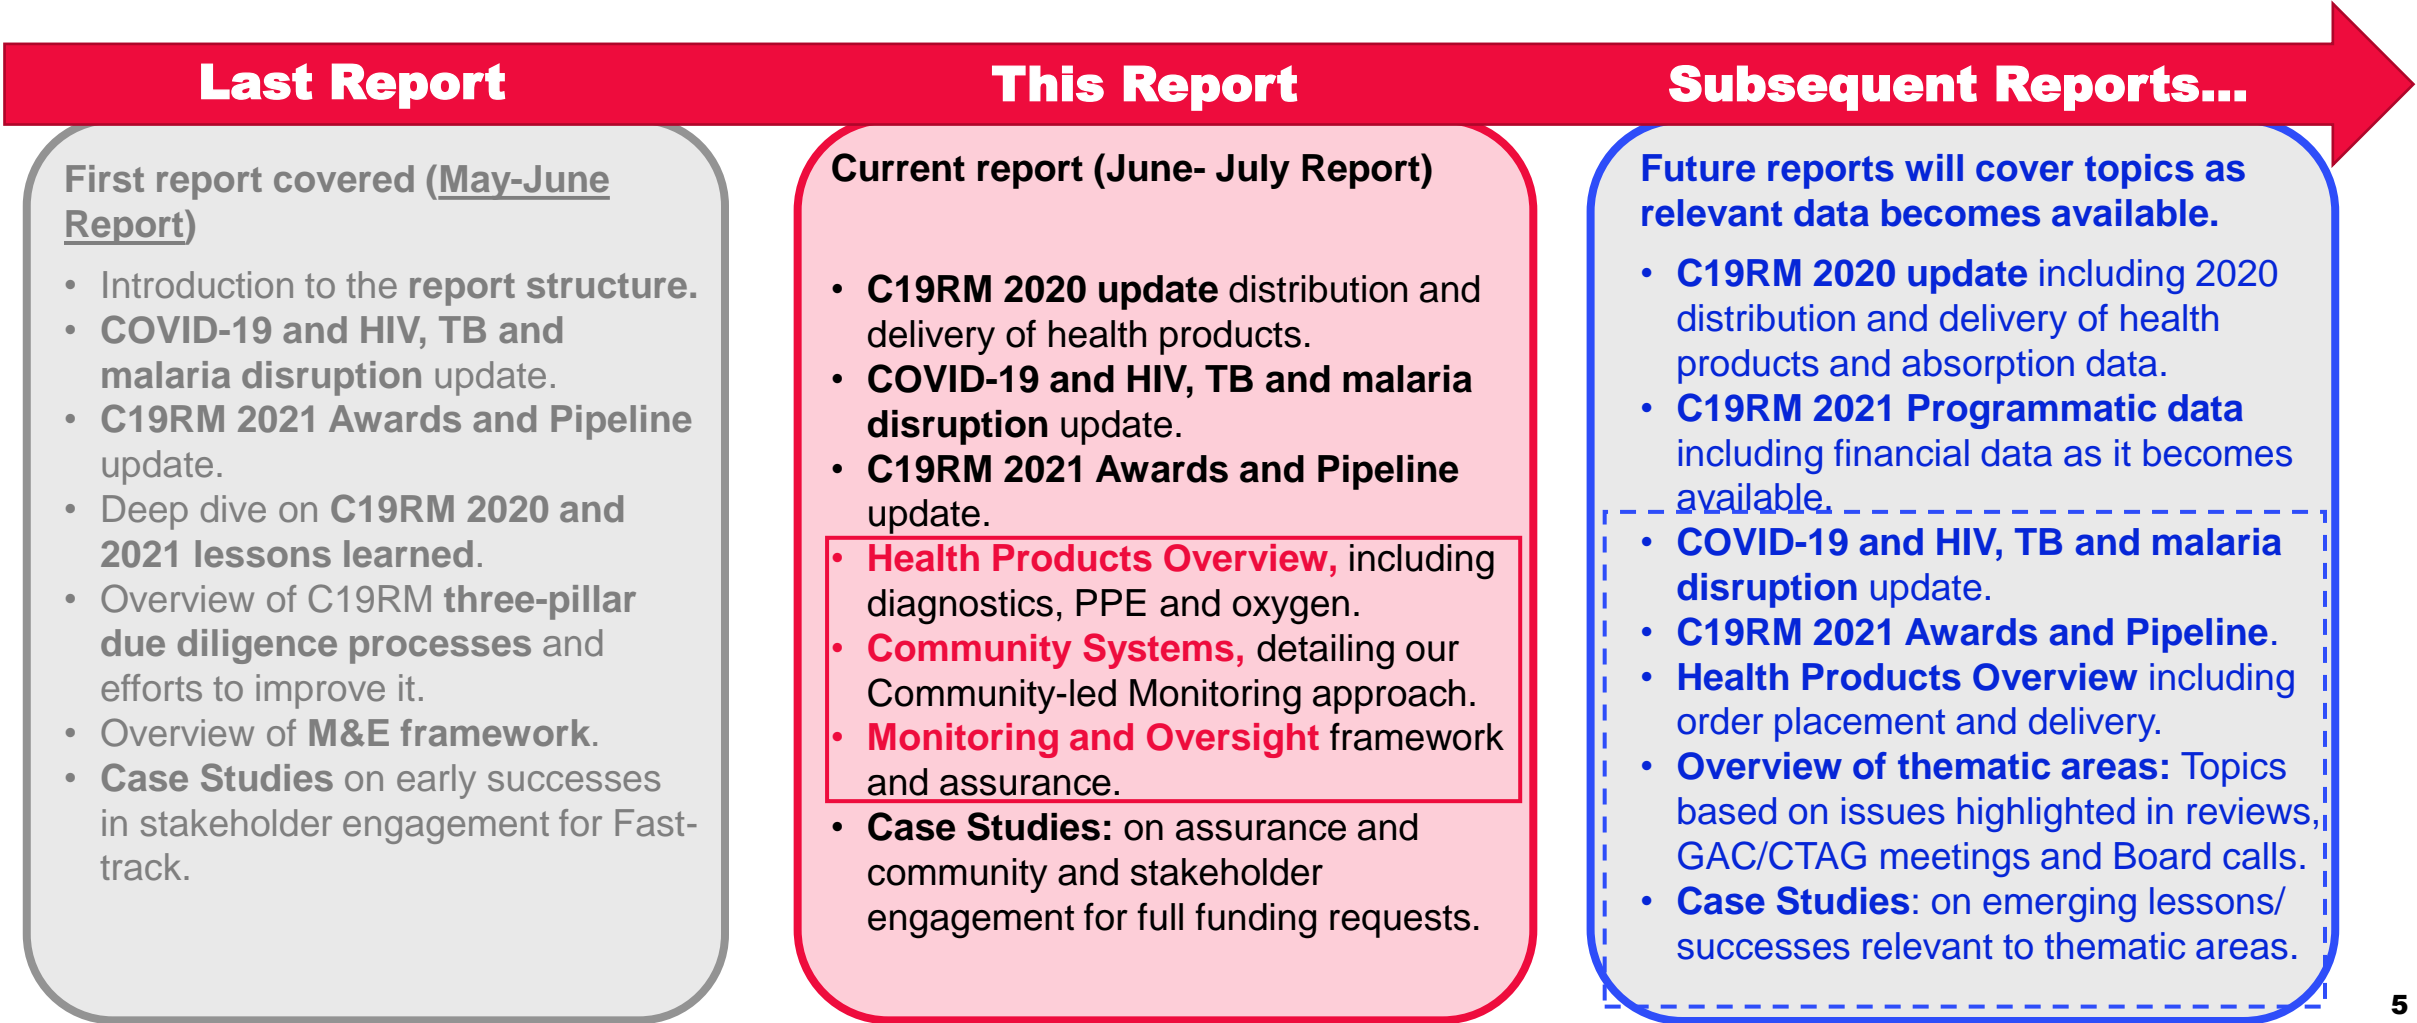 Last Report
This Report
Subsequent Reports...
First report covered (May-June
Report)
• Introduction to the report structure.
• COVID-19 and HIV, TB and
malaria disruption update.
• C19RM 2021 Awards and Pipeline
update.
• Deep dive on C19RM 2020 and
2021 lessons learned.
• Overview of C19RM three-pillar
due diligence processes and
efforts to improve it.
• Overview of M&E framework.
• Case Studies on early successes
in stakeholder engagement for Fast-
track.
Current report (June- July Report)
• C19RM 2020 update distribution and
delivery of health products.
• COVID-19 and HIV, TB and malaria
disruption update.
• C19RM 2021 Awards and Pipeline
update.
• Health Products Overview, including
diagnostics, PPE and oxygen.
• Community Systems, detailing our
Community-led Monitoring approach.
• Monitoring and Oversight framework
and assurance.
• Case Studies: on assurance and
community and stakeholder
engagement for full funding requests.
Future reports will cover topics as
relevant data becomes available.
• C19RM 2020 update including 2020
distribution and delivery of health
products and absorption data.
• C19RM 2021 Programmatic data
including financial data as it becomes
available.
• COVID-19 and HIV, TB and malaria
disruption update.
• C19RM 2021 Awards and Pipeline.
• Health Products Overview including
order placement and delivery.
• Overview of thematic areas: Topics
based on issues highlighted in reviews,
GAC/CTAG meetings and Board calls.
• Case Studies: on emerging lessons/
successes relevant to thematic areas.
5